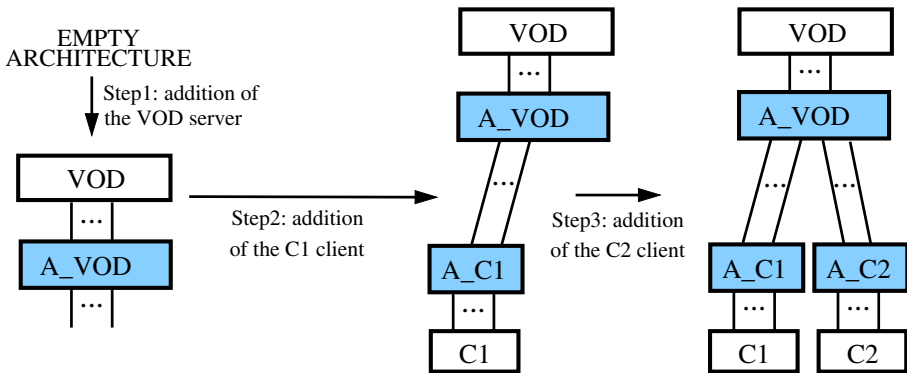 EMPTY
ARCHITECTURE
Step1: addition of
the VOD server
VOD
...
A_VOD
...
Step2: addition
of the C1 client
VOD
...
A_VOD
...
A_C1
...
C1
Step3: addition
of the C2 client
VOD
...
A_VOD
... ...
A_C1 A_C2
... ...
C1 C2